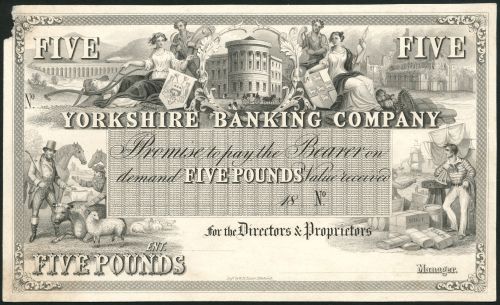 FIVE FIVE
No.
YORKSHIRE BANKING COMPANY
I Promise to pay the Bearer on
demand FIVE POUNDS Value received
18 No
For the Directors & Proprietors
ENT.
FIVE POUNDS Manager.